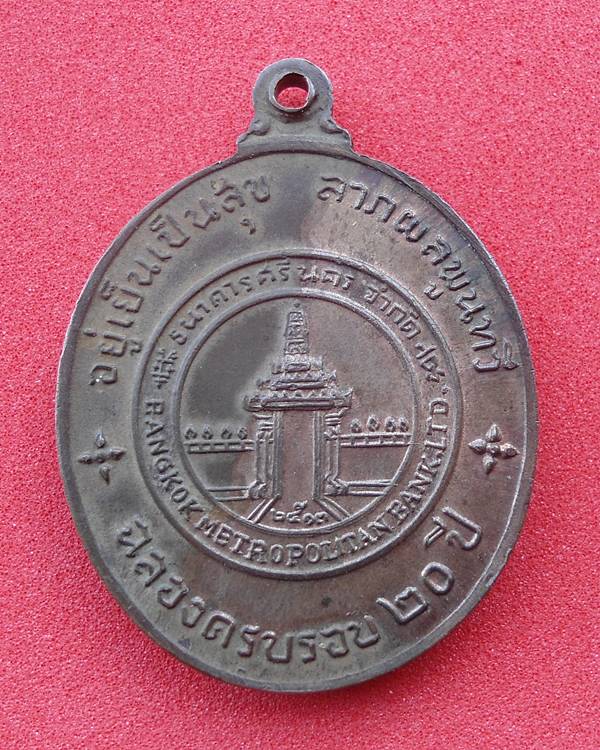 อยู่เย็นเป็นสุข ลาภผลพูนทวี
ธนาคารศรีนคร จำกัด
BANGKOK METROPOLITAN BANK.LTD.
๒๕๑๓
ฉลองครบรอบ ๒๐ ปี